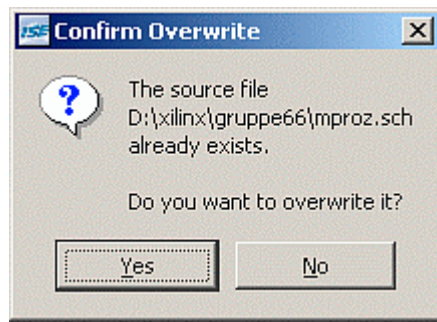 ISE Confirm Overwrite
?
The source file
D:\xilinx\gruppe66\mproz.sch
already exists.
Do you want to overwrite it?
Yes No